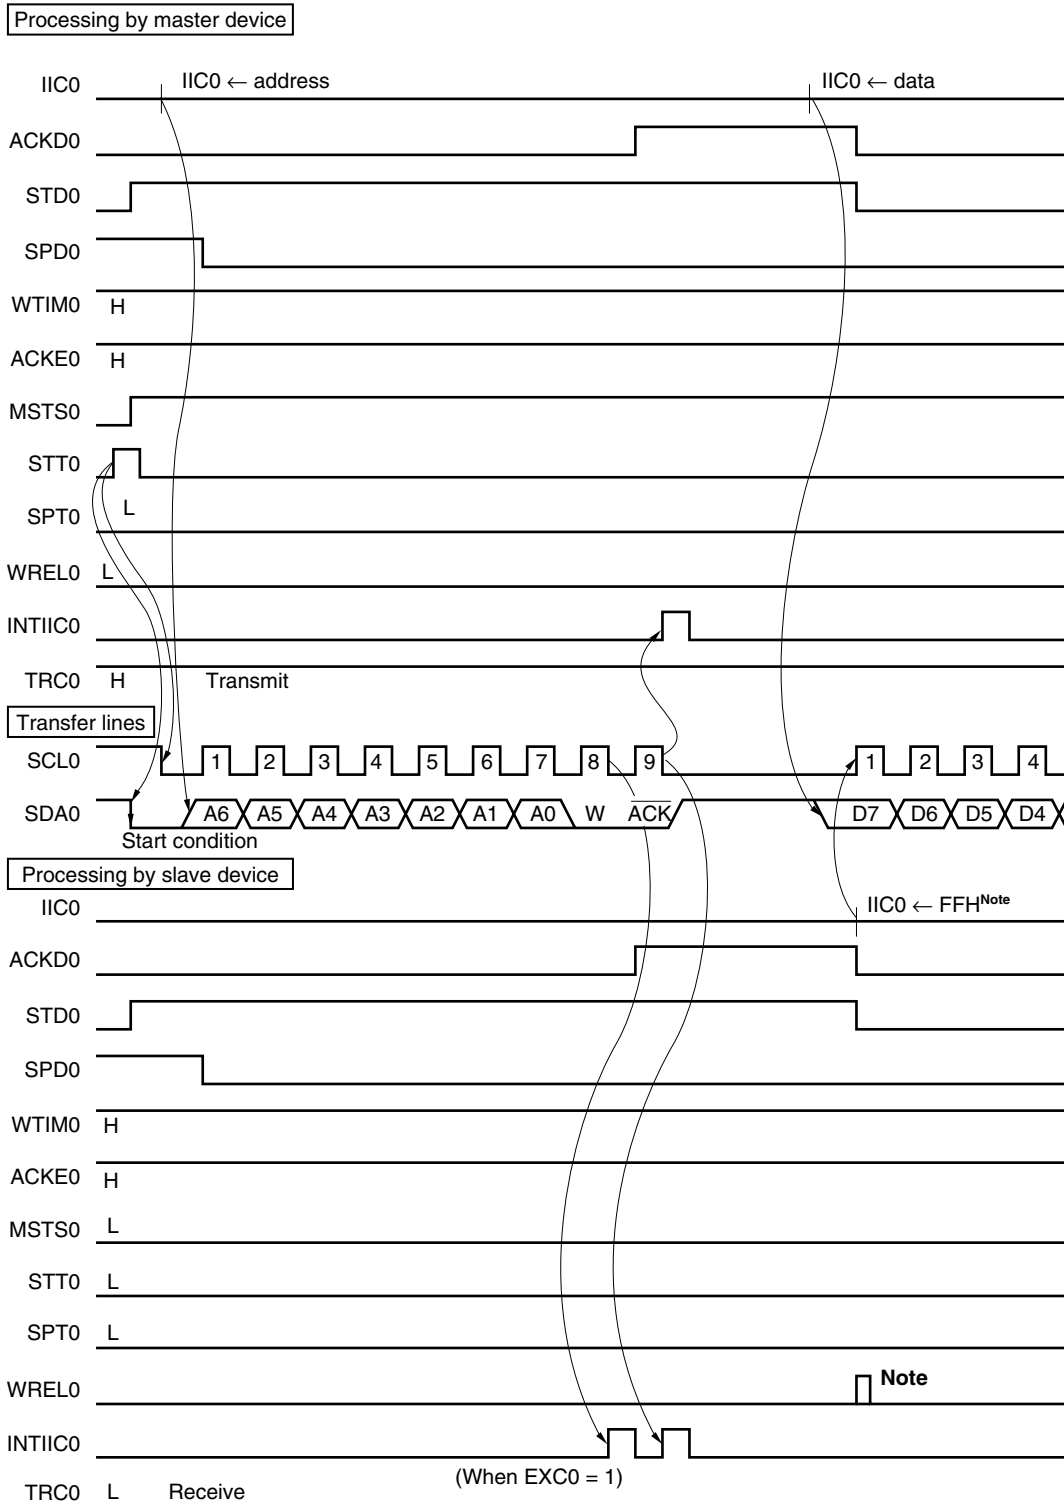 Processing by master device
IIC0 IIC0 ← address IIC0 ← data
ACKD0
STD0
SPD0
WTIM0 H
ACKE0 H
MSTS0
STT0
SPT0 L
WREL0 L
INTIIC0
TRC0 H Transmit
Transfer lines
SCL0 1 2 3 4 5 6 7 8 9 1 2 3 4
SDA0 A6 A5 A4 A3 A2 A1 A0 W ACK D7 D6 D5 D4
Start condition
Processing by slave device
IIC0 IIC0 ← FFH Note
ACKD0
STD0
SPD0
WTIM0 H
ACKE0 H
MSTS0 L
STT0 L
SPT0 L
WREL0 Note
INTIIC0
(When EXC0 = 1)
TRC0 L Receive